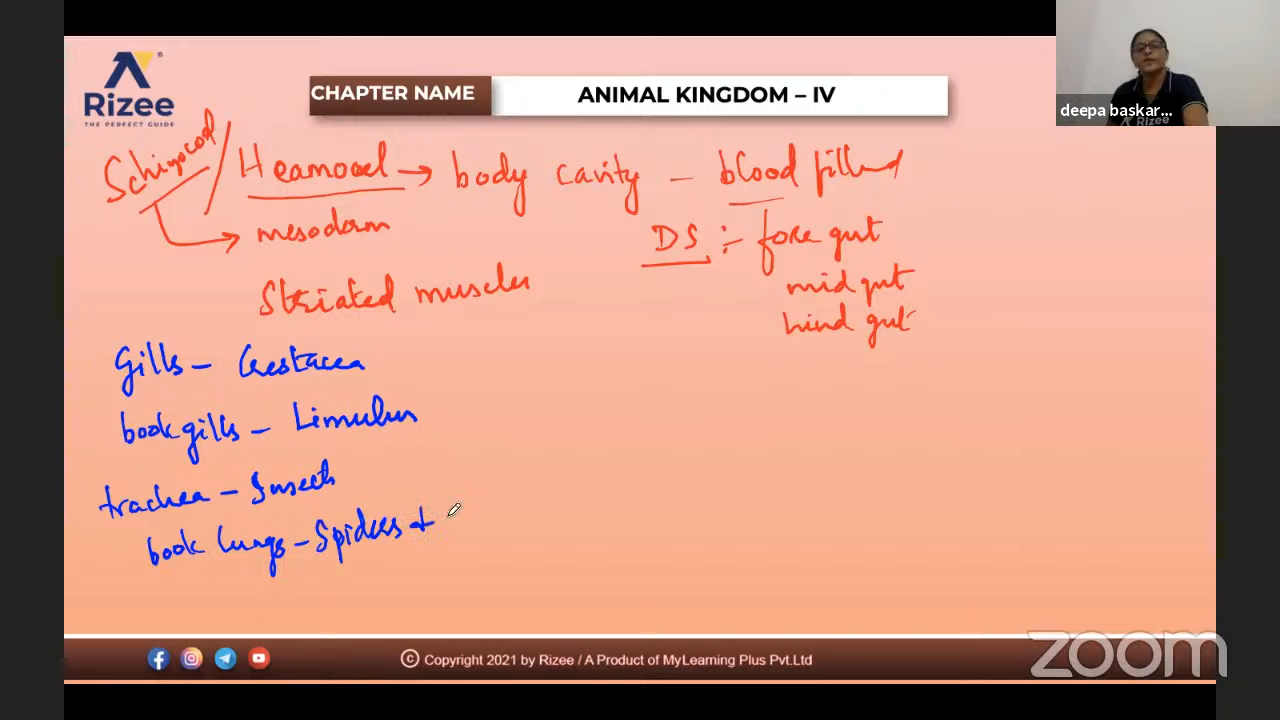 deepa baskar...
Rizee
Rizee
THE PERFECT GUIDE
CHAPTER NAME
ANIMAL KINGDOM – IV
Schizocoel / Heamocoel → body cavity – blood filled
mesoderm
DS :- fore gut
mid gut
hind gut
Striated muscles
Gills – Crestacea
book gills – Limulus
trachea – Insects
book lungs – Spiders +
© Copyright 2021 by Rizee / A Product of MyLearning Plus Pvt.Ltd
zoom